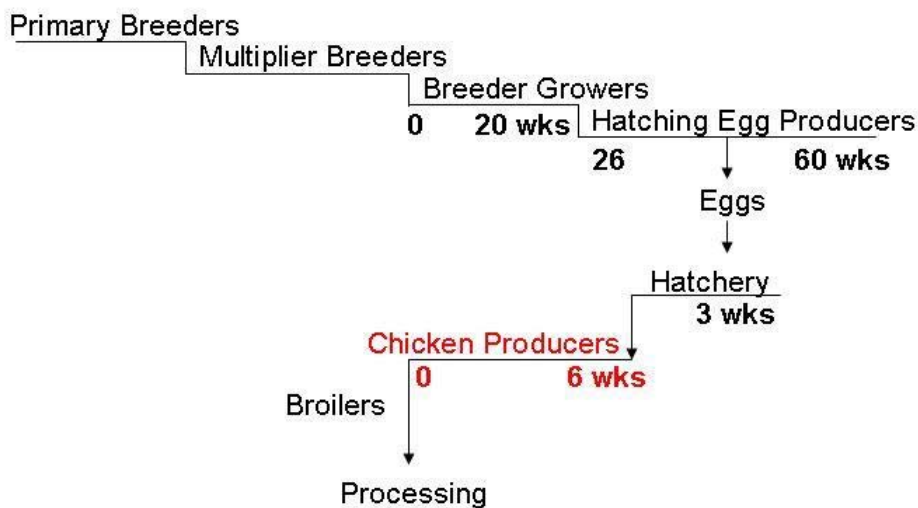 Primary Breeders
Multiplier Breeders
Breeder Growers
0 20 wks
Hatching Egg Producers
26 60 wks
Eggs
Hatchery
3 wks
Chicken Producers
0 6 wks
Broilers
Processing